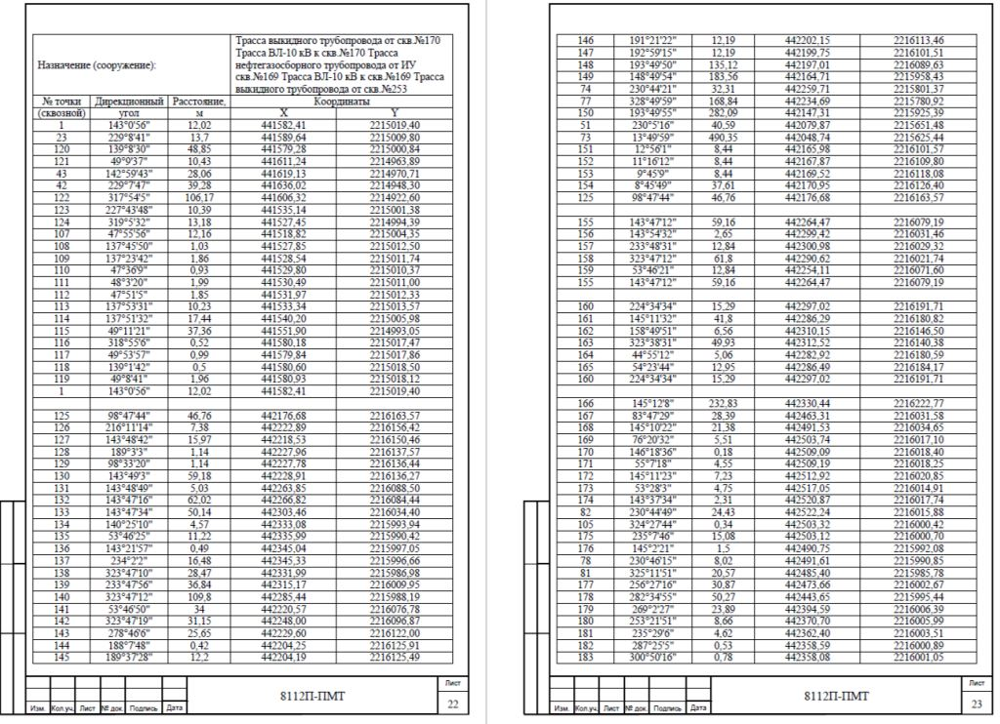 Назначение (сооружение):
Трасса выкидного трубопровода от скв.№170
Трасса ВЛ-10 кВ к скв.№170 Трасса
нефтегазосборного трубопровода от ИУ
скв.№169 Трасса ВЛ-10 кВ к скв.№169 Трасса
выкидного трубопровода от скв.№253
№ точки Дирекционный Расстояние, Координаты
(сквозной) угол м X Y
1 143°0'56" 12,02 441582,41 2215019,40
23 229°8'41" 13,7 441589,64 2215009,80
120 139°8'30" 48,85 441579,28 2215000,84
121 49°9'37" 10,43 441611,24 2214963,89
43 142°59'43" 28,06 441619,13 2214970,71
42 229°7'47" 39,28 441636,02 2214948,30
122 317°54'5" 106,17 441606,32 2214922,60
123 227°43'48" 10,39 441535,14 2215001,38
124 319°5'32" 13,18 441527,45 2214994,39
107 47°55'56" 12,16 441518,82 2215004,35
108 137°45'50" 1,03 441527,85 2215012,50
109 137°23'42" 1,86 441528,54 2215011,74
110 47°36'9" 0,93 441529,80 2215010,37
111 48°3'20" 1,99 441530,49 2215011,00
112 47°51'5" 1,85 441531,97 2215012,33
113 137°53'31" 10,23 441533,34 2215013,57
114 137°51'32" 17,44 441540,20 2215005,98
115 49°11'21" 37,36 441551,90 2214993,05
116 318°55'6" 0,52 441580,18 2215017,47
117 49°53'57" 0,99 441579,84 2215017,86
118 139°1'42" 0,5 441580,60 2215018,50
119 49°8'41" 1,96 441580,93 2215018,12
1 143°0'56" 12,02 441582,41 2215019,40
125 98°47'44" 46,76 442176,68 2216163,57
126 216°11'14" 7,38 442222,89 2216156,42
127 143°48'42" 15,97 442218,53 2216150,46
128 189°3'3" 1,14 442227,96 2216137,57
129 98°33'20" 1,14 442227,78 2216136,44
130 143°49'3" 59,18 442228,91 2216136,27
131 143°48'49" 5,03 442263,85 2216088,50
132 143°47'16" 62,02 442266,82 2216084,44
133 143°47'34" 50,14 442303,46 2216034,40
134 140°25'10" 4,57 442333,08 2215993,94
135 53°46'25" 11,22 442335,99 2215990,42
136 143°21'57" 0,49 442345,04 2215997,05
137 234°2'2" 16,48 442345,33 2215996,66
138 323°47'10" 28,47 442331,99 2215986,98
139 233°47'56" 36,84 442315,17 2216009,95
140 323°47'12" 109,8 442285,44 2215988,19
141 53°46'50" 34 442220,57 2216076,78
142 323°47'19" 31,15 442248,00 2216096,87
143 278°46'6" 25,65 442229,60 2216122,00
144 188°7'48" 0,42 442204,25 2216125,91
145 189°37'28" 12,2 442204,19 2216125,49
Изм. Кол.уч. Лист № док. Подпись Дата
8112П-ПМТ
Лист
22
146 191°21'22" 12,19 442202,15 2216113,46
147 192°59'15" 12,19 442199,75 2216101,51
148 193°49'50" 135,12 442197,01 2216089,63
149 148°49'54" 183,56 442164,71 2215958,43
74 230°44'21" 32,31 442259,71 2215801,37
77 328°49'59" 168,84 442234,69 2215780,92
150 193°49'55" 282,09 442147,31 2215925,39
51 230°5'16" 40,59 442079,87 2215651,48
73 13°49'59" 490,35 442048,74 2215625,44
151 12°56'1" 8,44 442165,98 2216101,57
152 11°16'12" 8,44 442167,87 2216109,80
153 9°45'9" 8,44 442169,52 2216118,08
154 8°45'49" 37,61 442170,95 2216126,40
125 98°47'44" 46,76 442176,68 2216163,57
155 143°47'12" 59,16 442264,47 2216079,19
156 143°54'32" 2,65 442299,42 2216031,46
157 233°48'31" 12,84 442300,98 2216029,32
158 323°47'12" 61,8 442290,62 2216021,74
159 53°46'21" 12,84 442254,11 2216071,60
155 143°47'12" 59,16 442264,47 2216079,19
160 224°34'34" 15,29 442297,02 2216191,71
161 145°11'32" 41,8 442286,29 2216180,82
162 158°49'51" 6,56 442310,15 2216146,50
163 323°38'31" 49,93 442312,52 2216140,38
164 44°55'12" 5,06 442282,92 2216180,59
165 54°23'44" 12,95 442286,49 2216184,17
160 224°34'34" 15,29 442297,02 2216191,71
166 145°12'8" 232,83 442330,44 2216222,77
167 83°47'29" 28,39 442463,31 2216031,58
168 145°10'22" 21,38 442491,53 2216034,65
169 76°20'32" 5,51 442503,74 2216017,10
170 146°18'36" 0,18 442509,09 2216018,40
171 55°7'18" 4,55 442509,19 2216018,25
172 145°11'23" 7,23 442512,92 2216020,85
173 53°28'3" 4,75 442517,05 2216014,91
174 143°37'34" 2,31 442520,87 2216017,74
82 230°44'49" 24,43 442522,24 2216015,88
105 324°27'44" 0,34 442503,32 2216000,42
175 235°7'46" 15,08 442503,12 2216000,70
176 145°2'21" 1,5 442490,75 2215992,08
78 230°46'15" 8,02 442491,61 2215990,85
81 325°11'51" 20,57 442485,40 2215985,78
177 256°27'16" 30,87 442473,66 2216002,67
178 282°34'55" 50,27 442443,65 2215995,44
179 269°2'27" 23,89 442394,59 2216006,39
180 253°21'51" 8,66 442370,70 2216005,99
181 235°29'6" 4,62 442362,40 2216003,51
182 287°25'5" 0,53 442358,59 2216000,89
183 300°50'16" 0,78 442358,08 2216001,05
Изм. Кол.уч. Лист № док. Подпись Дата
8112П-ПМТ
Лист
23